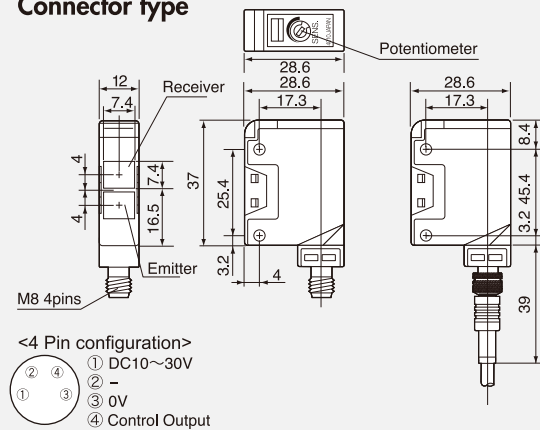 Connector type
SENS.
Potentiometer
28.6
12
7.4
Receiver
28.6
17.3
28.6
17.3
4
4
7.4
16.5
37
25.4
3.2
4
8.4
45.4
3.2
39
Emitter
M8 4pins
<4 Pin configuration>
② ④
① ③
① DC10～30V
② −
③ 0V
④ Control Output